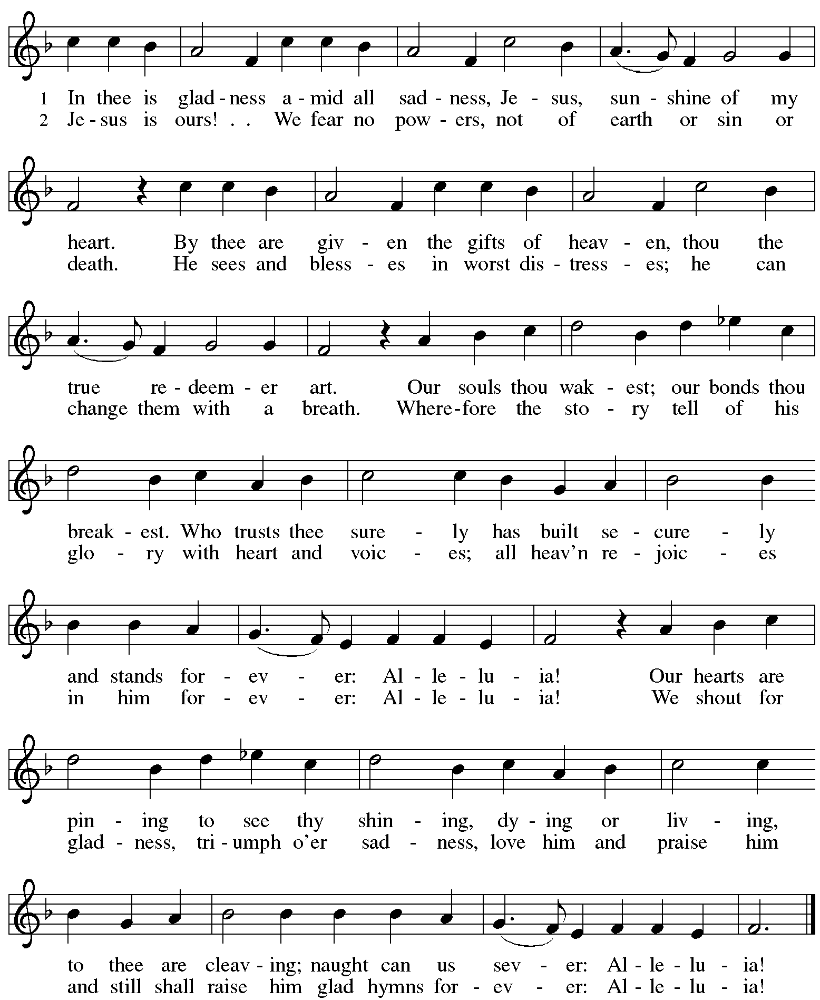 1 In thee is glad - ness a - mid all sad - ness, Je - sus, sun - shine of my
2 Je - sus is ours! . . We fear no pow - ers, not of earth or sin or
heart. By thee are giv - en the gifts of heav - en, thou the
death. He sees and bless - es in worst dis - tress - es; he can
true re - deem - er art. Our souls thou wak - est; our bonds thou
change them with a breath. Where - fore the sto - ry tell of his
break - est. Who trusts thee sure - ly has built se - cure - ly
glo - ry with heart and voic - es; all heav'n re - joic - es
and stands for - ev - er: Al - le - lu - ia! Our hearts are
in him for - ev - er: Al - le - lu - ia! We shout for
pin - ing to see thy shin - ing, dy - ing or liv - ing,
glad - ness, tri - umph o'er sad - ness, love him and praise him
to thee are cleav - ing; naught can us sev - er: Al - le - lu - ia!
and still shall raise him glad hymns for - ev - er: Al - le - lu - ia!